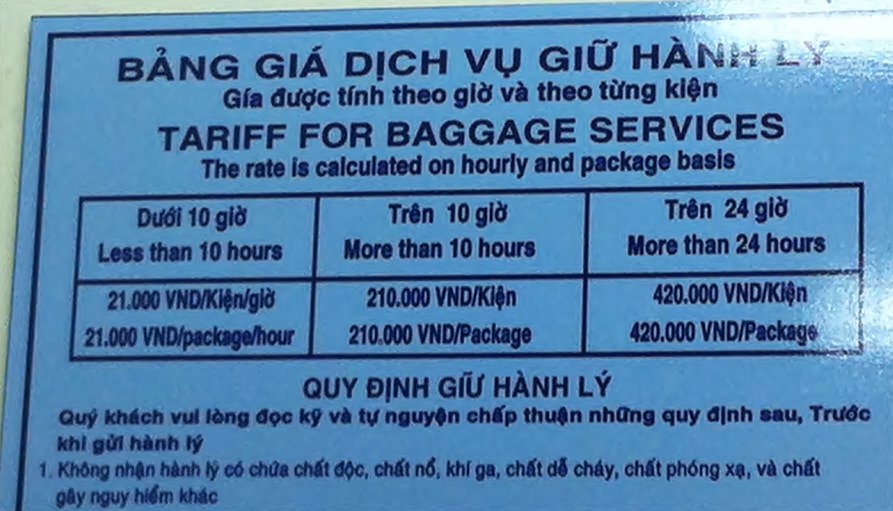 BẢNG GIÁ DỊCH VỤ GIỮ HÀNH LÝ
Gía được tính theo giờ và theo từng kiện
TARIFF FOR BAGGAGE SERVICES
The rate is calculated on hourly and package basis
Dưới 10 giờ Trên 10 giờ Trên 24 giờ
Less than 10 hours More than 10 hours More than 24 hours
21.000 VND/Kiện/giờ 210.000 VND/Kiện 420.000 VND/Kiện
21.000 VND/package/hour 210.000 VND/Package 420.000 VND/Package
QUY ĐỊNH GIỮ HÀNH LÝ
Quý khách vui lòng đọc kỹ và tự nguyện chấp thuận những quy định sau, Trước
khi gửi hành lý
1. Không nhận hành lý có chứa chất độc, chất nổ, khí ga, chất dễ cháy, chất phóng xạ, và chất
gây nguy hiểm khác